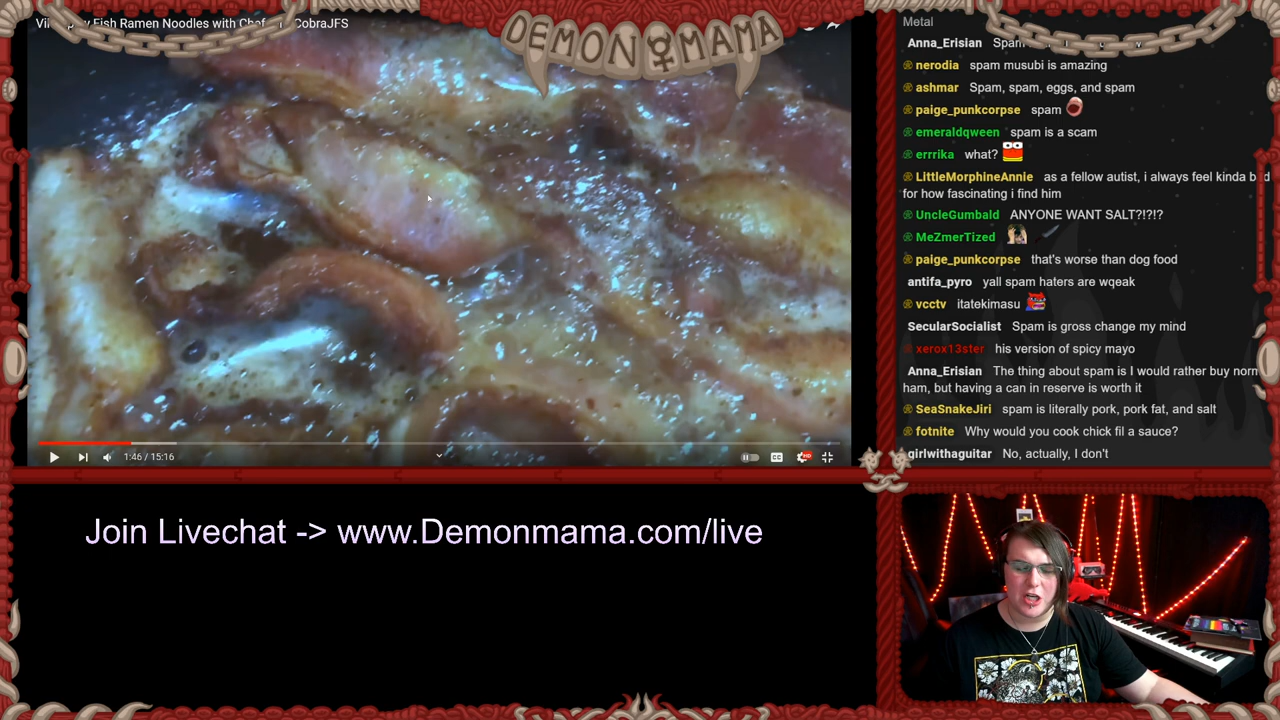 Fish Ramen Noodles with Chef
CobraJFS
DEMON MAMA
Metal
Anna_Erisian Spam
nerodia spam musubi is amazing
ashmar Spam, spam, eggs, and spam
paige_punkcorpse spam
emeraldqween spam is a scam
errrika what?
LittleMorphineAnnie as a fellow autist, i always feel kinda
for how fascinating i find him
UncleGumbald ANYONE WANT SALT?!?!?
MeZmerTized
paige_punkcorpse that's worse than dog food
antifa_pyro yall spam haters are wqeak
vcctv itatekimasu
SecularSocialist Spam is gross change my mind
xerox13ster his version of spicy mayo
Anna_Erisian The thing about spam is I would rather buy norm
ham, but having a can in reserve is worth it
SeaSnakeJiri spam is literally pork, pork fat, and salt
fotnite Why would you cook chick fil a sauce?
girlwithaguitar No, actually, I don't
1:46 / 15:16
CC
HD
Join Livechat -> www.Demonmama.com/live